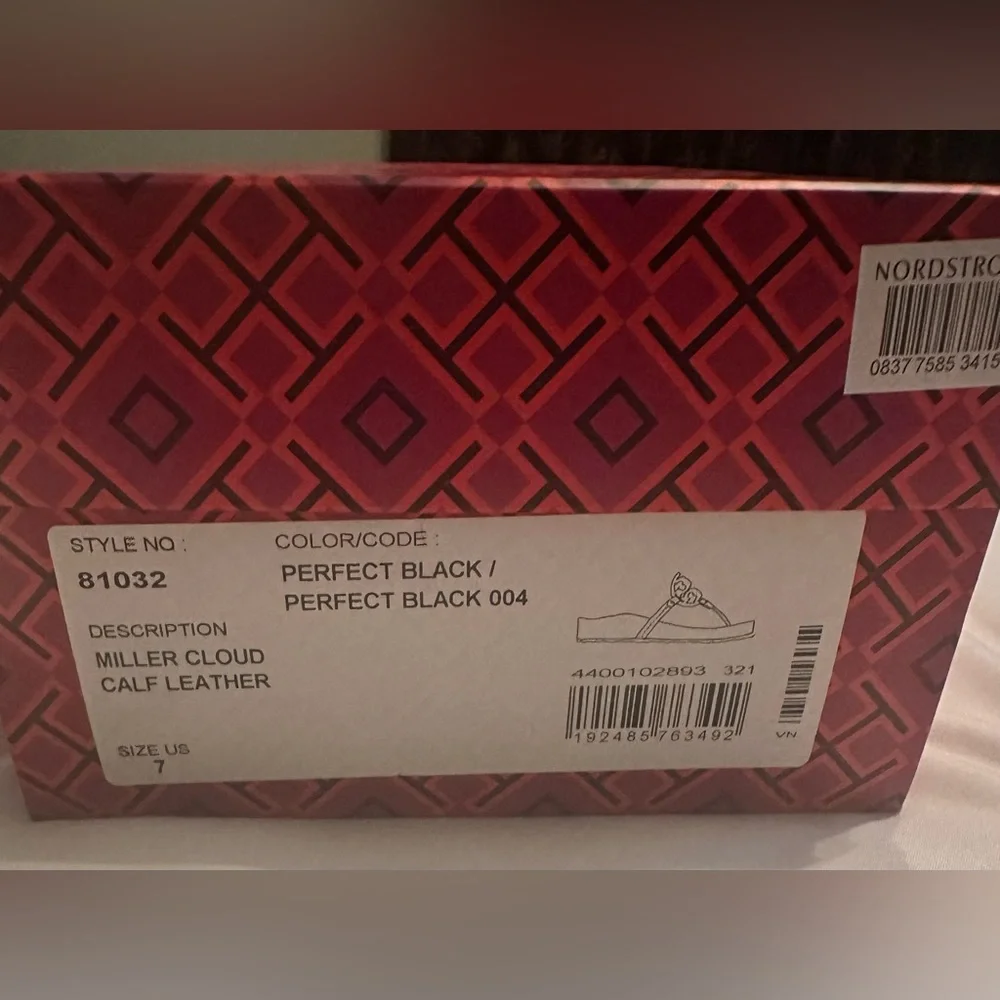 NORDSTRO
0837 7585 3415
STYLE NO :
81032
COLOR/CODE :
PERFECT BLACK /
PERFECT BLACK 004
DESCRIPTION
MILLER CLOUD
CALF LEATHER
SIZE US
7
4400102893 321
192485 763492
VN